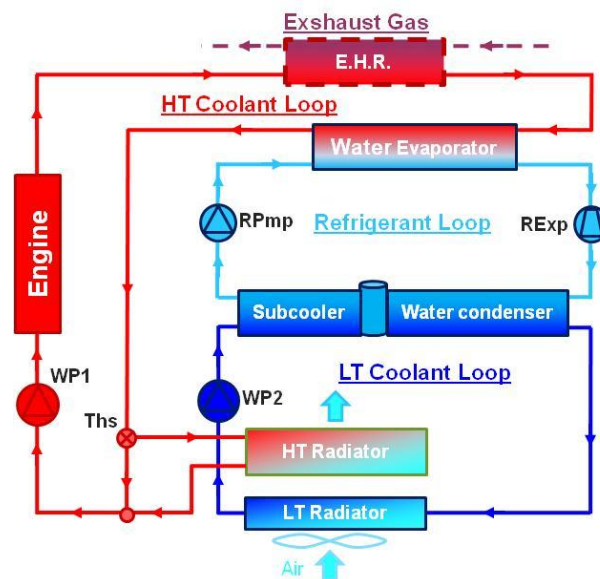 Exshaust Gas
E.H.R.
HT Coolant Loop
Water Evaporator
RPmp
Refrigerant Loop
RExp
Engine
Subcooler
Water condenser
WP1
WP2
LT Coolant Loop
Ths
HT Radiator
LT Radiator
Air